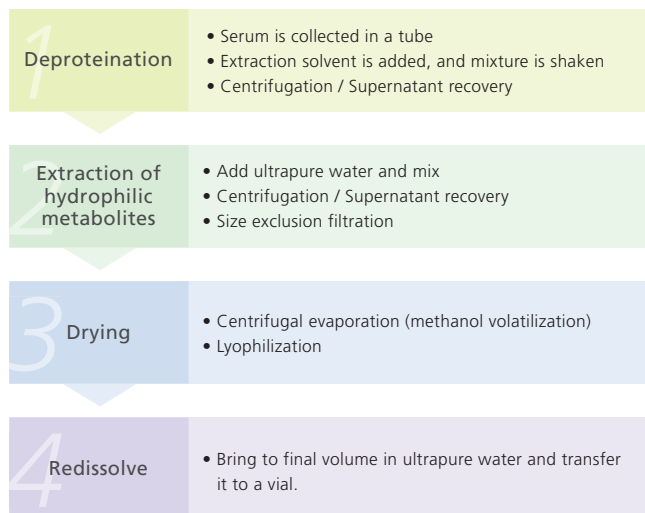 1
Deproteination
• Serum is collected in a tube
• Extraction solvent is added, and mixture is shaken
• Centrifugation / Supernatant recovery
2
Extraction of
hydrophilic
metabolites
• Add ultrapure water and mix
• Centrifugation / Supernatant recovery
• Size exclusion filtration
3
Drying
• Centrifugal evaporation (methanol volatilization)
• Lyophilization
4
Redissolve
• Bring to final volume in ultrapure water and transfer
it to a vial.